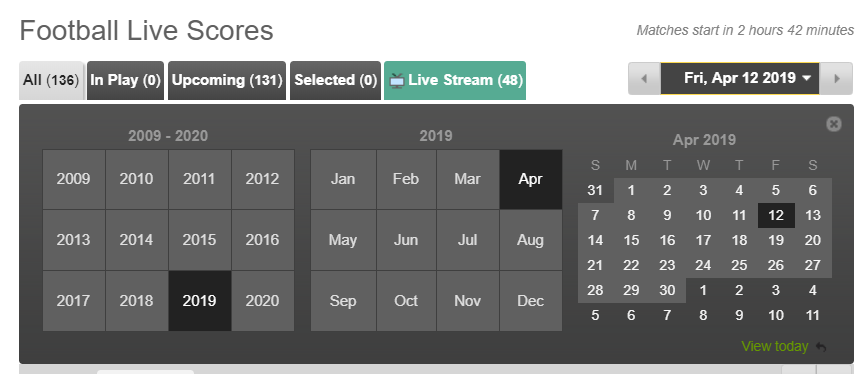 Football Live Scores
Matches start in 2 hours 42 minutes
All (136) In Play (0) Upcoming (131) Selected (0) Live Stream (48)
Fri, Apr 12 2019
2009 - 2020
2009 2010 2011 2012
2013 2014 2015 2016
2017 2018 2019 2020
2019
Jan Feb Mar Apr
May Jun Jul Aug
Sep Oct Nov Dec
Apr 2019
S M T W T F S
31 1 2 3 4 5 6
7 8 9 10 11 12 13
14 15 16 17 18 19 20
21 22 23 24 25 26 27
28 29 30 1 2 3 4
5 6 7 8 9 10 11
View today